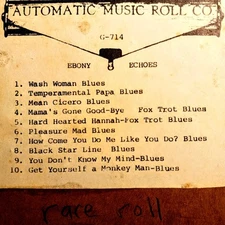 AUTOMATIC MUSIC ROLL CO
G-714
EBONY ECHOES
1. Wash Woman Blues
2. Temperamental Papa Blues
3. Mean Cicero Blues
4. Mama's Gone Good-Bye Fox Trot Blues
5. Hard Hearted Hannah-Fox Trot Blues
6. Pleasure Mad Blues
7. How Come You Do Me Like You Do? Blues
8. Black Star Line Blues
9. You Don't Know My Mind-Blues
10. Get Yourself a Monkey Man-Blues
rare roll